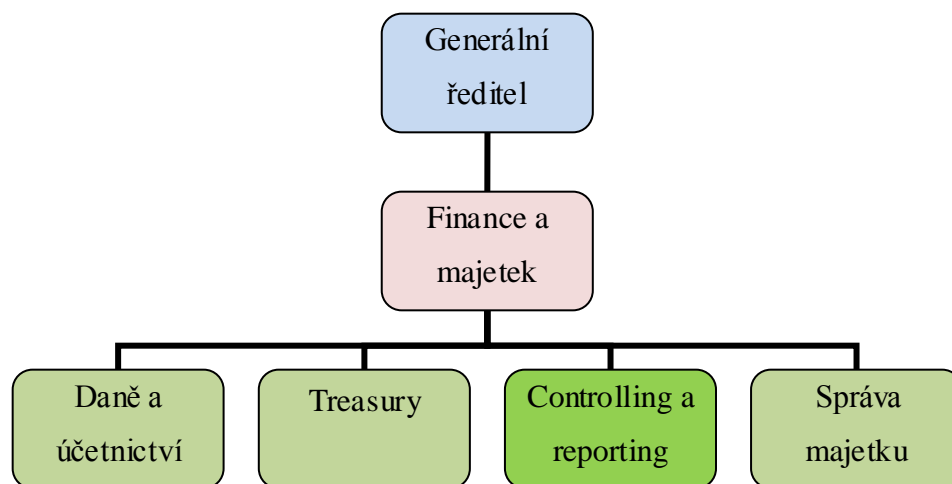 Generální
ředitel
Finance a
majetek
Daně a
účetnictví
Treasury
Controlling a
reporting
Správa
majetku